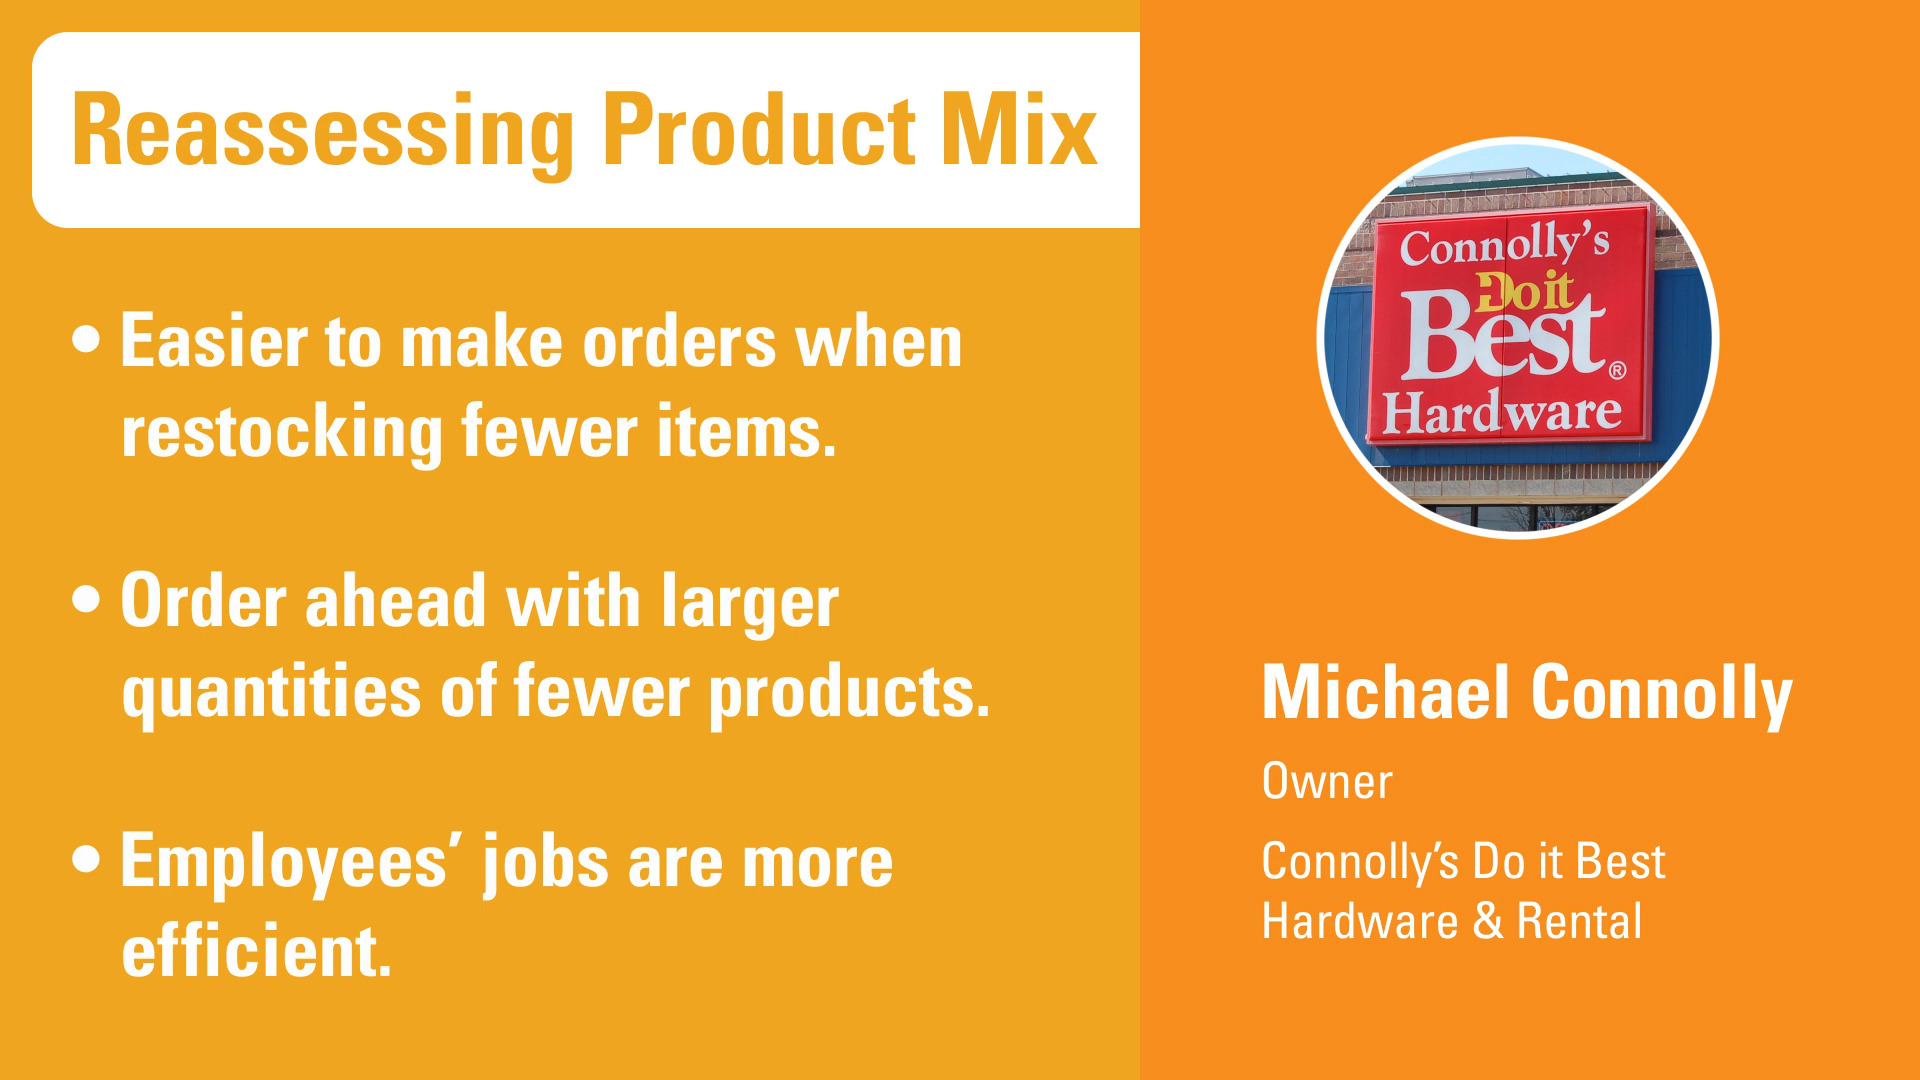 Reassessing Product Mix
• Easier to make orders when
restocking fewer items.
• Order ahead with larger
quantities of fewer products.
• Employees’ jobs are more
efficient.
Connolly's
Do it
Best®
Hardware
Michael Connolly
Owner
Connolly’s Do it Best
Hardware & Rental